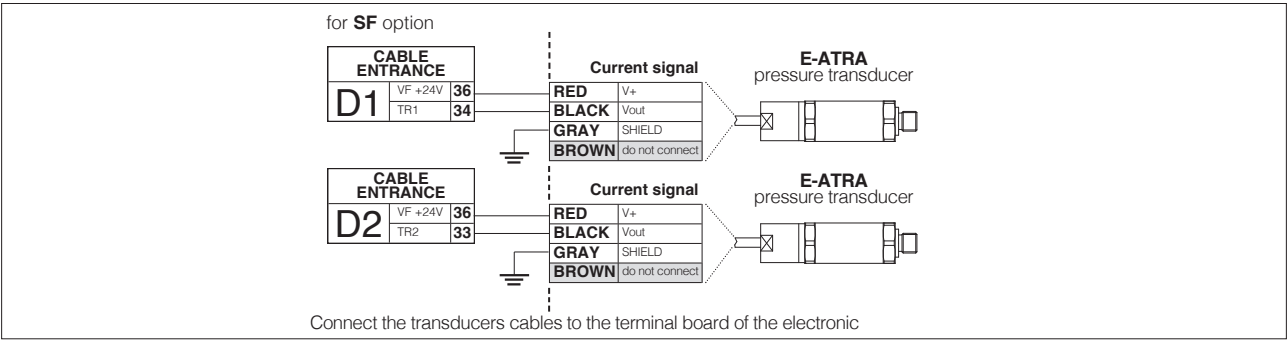 for SF option
CABLE
ENTRANCE
D1
VF +24V 36
TR1 34
Current signal
RED V+
BLACK Vout
GRAY SHIELD
BROWN do not connect
E-ATRA
pressure transducer
CABLE
ENTRANCE
D2
VF +24V 36
TR2 33
Current signal
RED V+
BLACK Vout
GRAY SHIELD
BROWN do not connect
E-ATRA
pressure transducer
Connect the transducers cables to the terminal board of the electronic